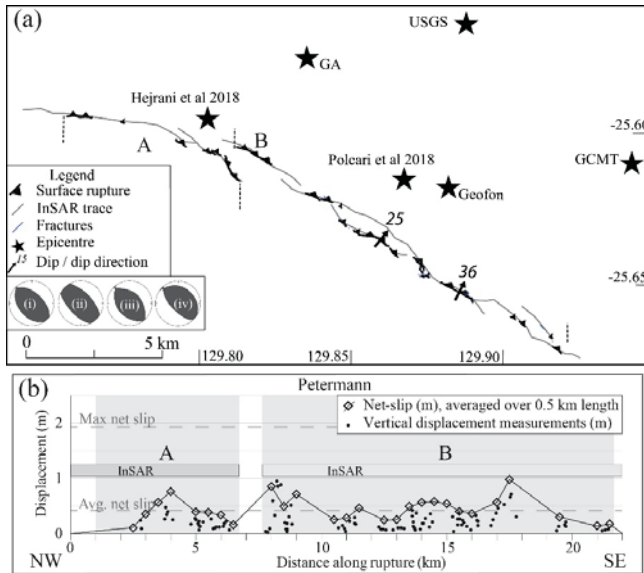 (a)
USGS
GA
Hejrani et al 2018
-25.60
A
B
GCMT
Polcari et al 2018
Geofon
Legend
Surface rupture
InSAR trace
Fractures
Epicentre
15 Dip / dip direction
25
36
-25.65
(i) (ii) (iii) (iv)
0 5 km
129.80 129.85 129.90
(b)
Petermann
Net-slip (m), averaged over 0.5 km length
Vertical displacement measurements (m)
Max net slip
A
B
InSAR
InSAR
Avg. net slip
Displacement (m)
2
1
0
0 5 10 15 20
NW
Distance along rupture (km)
SE